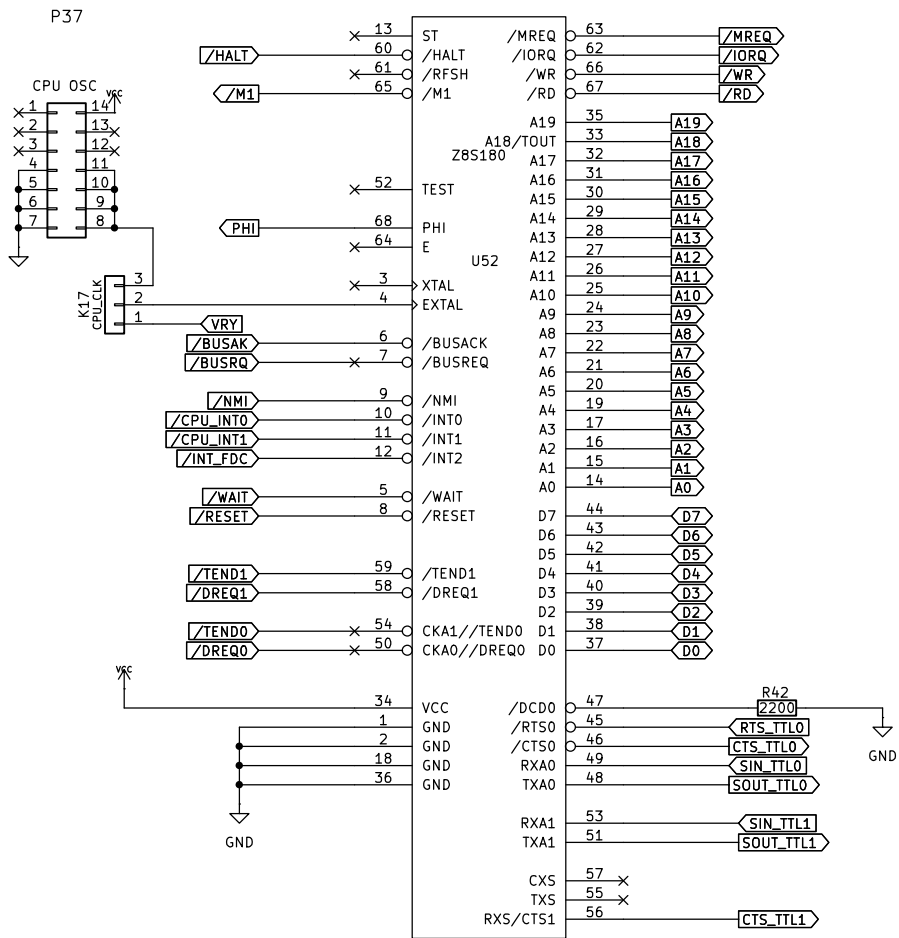 P37
CPU OSC
1 14 VCC
2 13
3 12
4 11
5 10
6 9
7 8
K17
CPU_CLK
3
2
1 VRY
13 ST
/HALT 60 /HALT
61 /RFSH
/M1 65 /M1
52 TEST
PHI 68 PHI
64 E
3 XTAL
4 EXTAL
/BUSAK 6 /BUSACK
/BUSRQ 7 /BUSREQ
/NMI 9 /NMI
/CPU_INT0 10 /INT0
/CPU_INT1 11 /INT1
/INT_FDC 12 /INT2
/WAIT 5 /WAIT
/RESET 8 /RESET
/TEND1 59 /TEND1
/DREQ1 58 /DREQ1
/TEND0 54 CKA1//TEND0
/DREQ0 50 CKA0//DREQ0
VCC
34 VCC
1 GND
2 GND
18 GND
36 GND
GND
Z8S180
U52
/MREQ 63 /MREQ
/IORQ 62 /IORQ
/WR 66 /WR
/RD 67 /RD
A19 35 A19
A18/TOUT 33 A18
A17 32 A17
A16 31 A16
A15 30 A15
A14 29 A14
A13 28 A13
A12 27 A12
A11 26 A11
A10 25 A10
A9 24 A9
A8 23 A8
A7 22 A7
A6 21 A6
A5 20 A5
A4 19 A4
A3 17 A3
A2 16 A2
A1 15 A1
A0 14 A0
D7 44 D7
D6 43 D6
D5 42 D5
D4 41 D4
D3 40 D3
D2 39 D2
D1 38 D1
D0 37 D0
/DCD0 47 R42 2200
GND
/RTS0 45 RTS_TTL0
/CTS0 46 CTS_TTL0
RXA0 49 SIN_TTL0
TXA0 48 SOUT_TTL0
RXA1 53 SIN_TTL1
TXA1 51 SOUT_TTL1
CXS 57
TXS 55
RXS/CTS1 56 CTS_TTL1